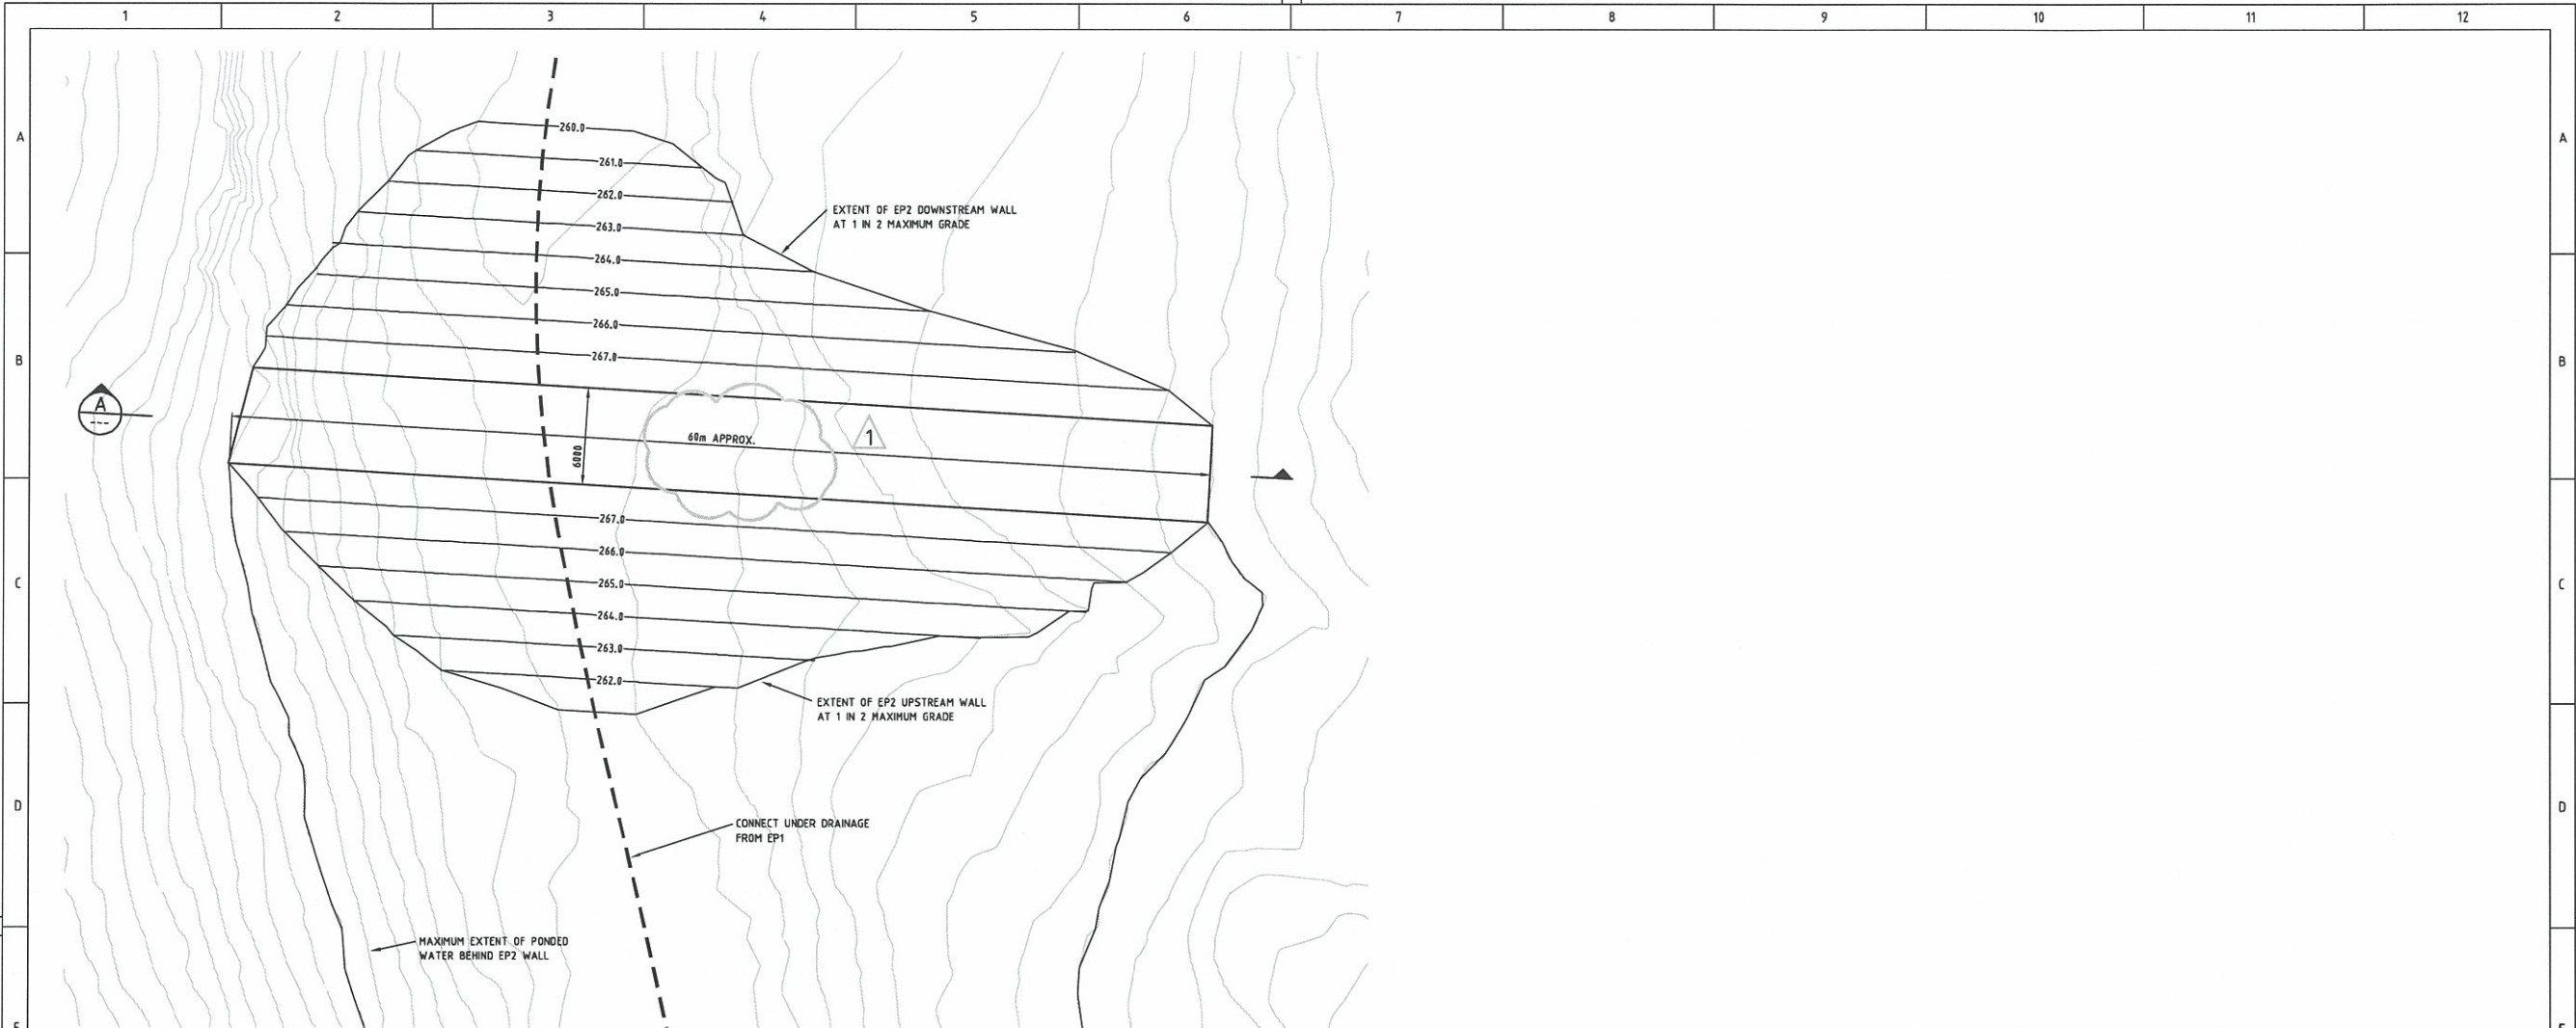 1 2 3 4 5 6 7 8 9 10 11 12
A A
260.0
261.0
262.0
263.0
264.0
265.0
266.0
267.0
EXTENT OF EP2 DOWNSTREAM WALL
AT 1 IN 2 MAXIMUM GRADE
B B
A
---
60m APPROX.
1
6000
267.0
266.0
265.0
264.0
263.0
262.0
C C
EXTENT OF EP2 UPSTREAM WALL
AT 1 IN 2 MAXIMUM GRADE
D D
CONNECT UNDER DRAINAGE
FROM EP1
MAXIMUM EXTENT OF PONDED
WATER BEHIND EP2 WALL